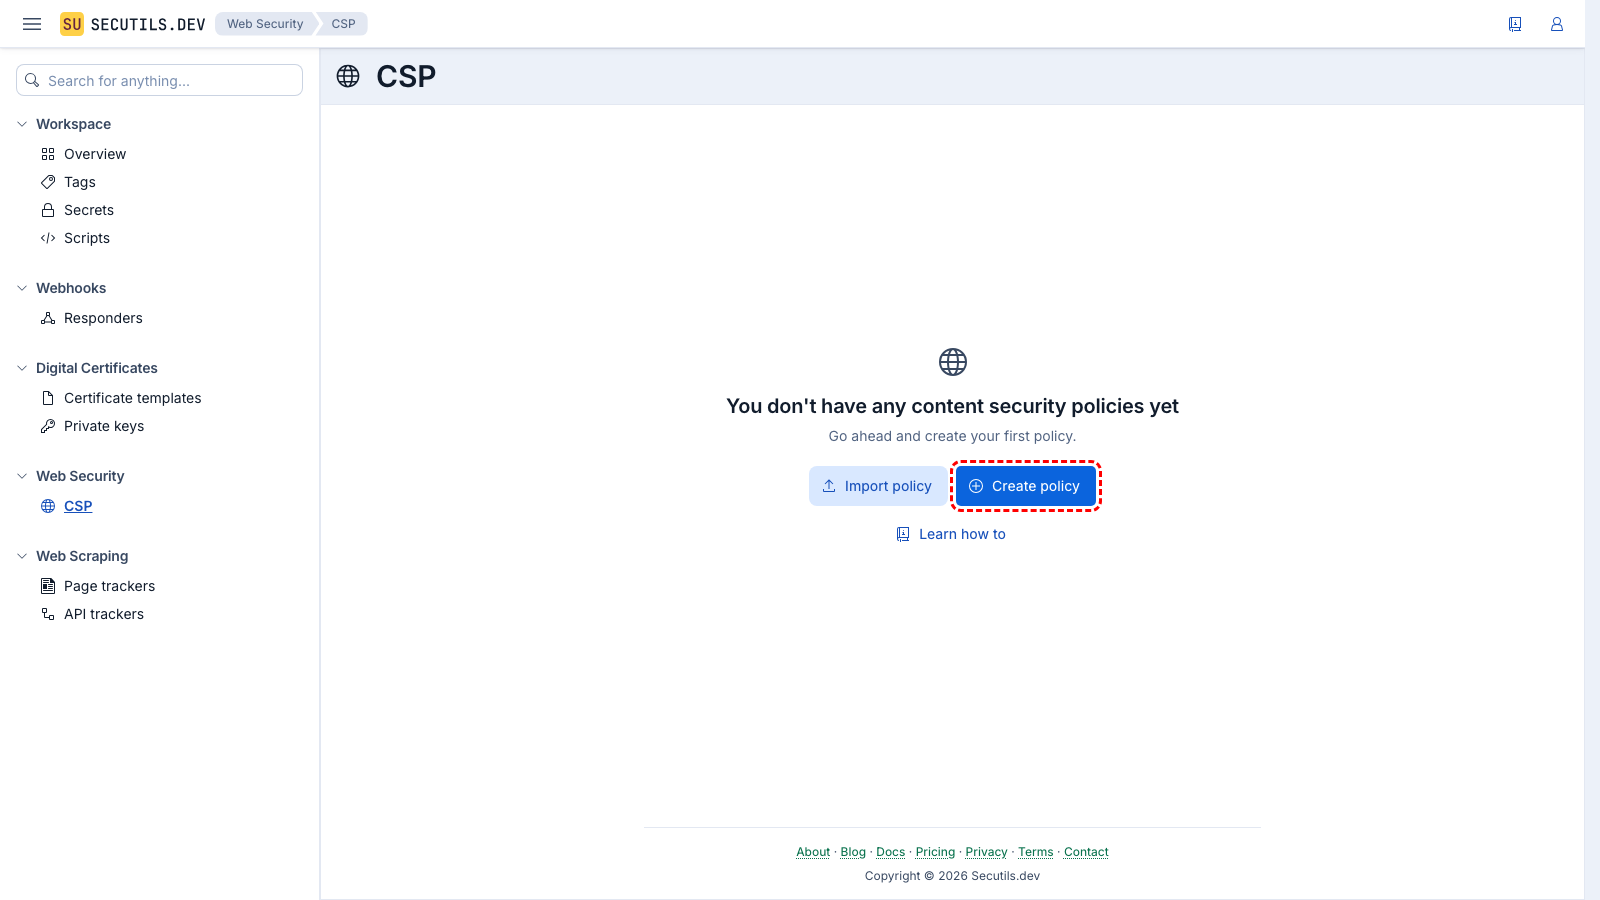 SU SECUTILS.DEV Web Security CSP
Search for anything...
CSP
Workspace
Overview
Tags
Secrets
Scripts
Webhooks
Responders
Digital Certificates
Certificate templates
Private keys
Web Security
CSP
Web Scraping
Page trackers
API trackers
You don't have any content security policies yet
Go ahead and create your first policy.
Import policy Create policy
Learn how to
About · Blog · Docs · Pricing · Privacy · Terms · Contact
Copyright © 2026 Secutils.dev